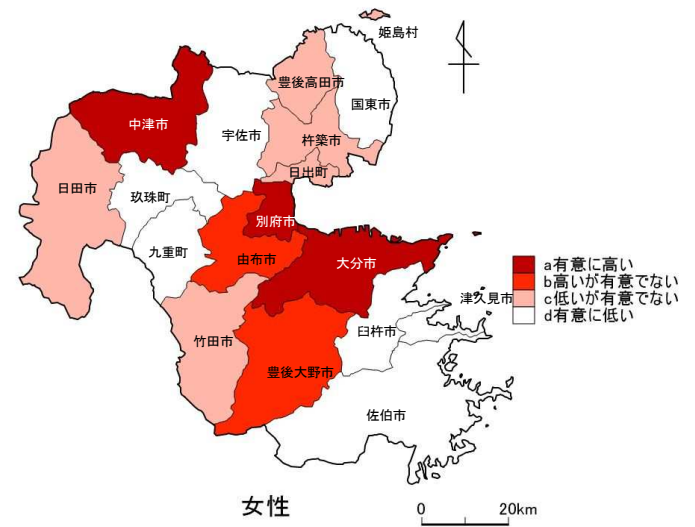 姫島村
豊後高田市
国東市
中津市
宇佐市
杵築市
日出町
日田市
玖珠町
別府市
九重町
由布市
大分市
a有意に高い
b高いが有意でない
c低いが有意でない
d有意に低い
津久見市
臼杵市
竹田市
豊後大野市
佐伯市
女性
0 20km